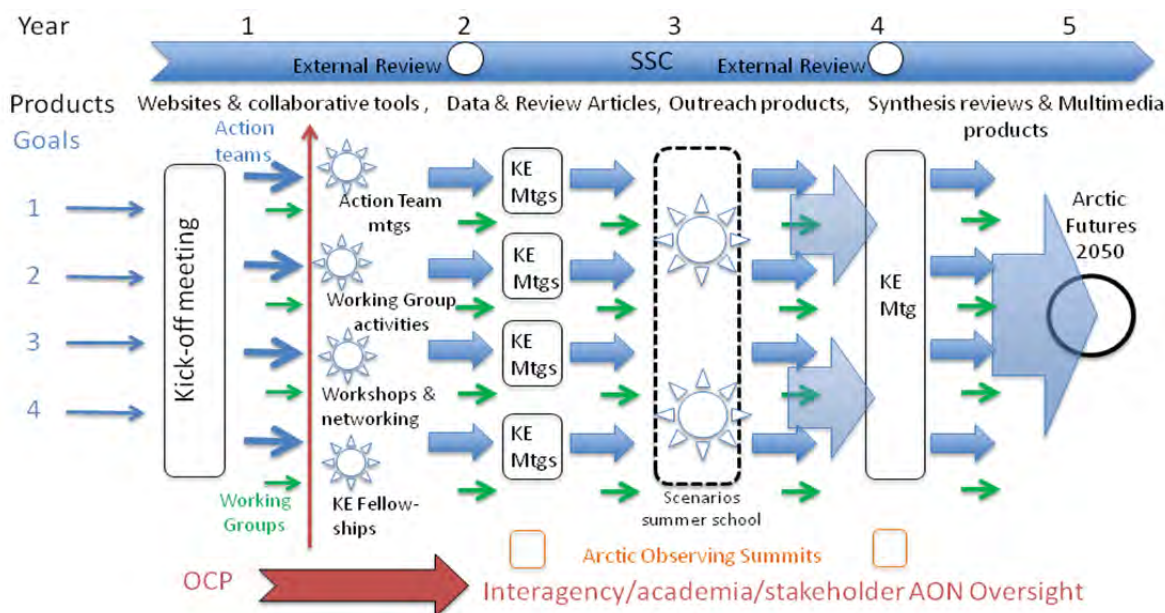 Year 1 2 3 4 5
External Review SSC External Review
Products Websites & collaborative tools , Data & Review Articles, Outreach products, Synthesis reviews & Multimedia
products
Goals
Action
teams
1
2
3
4
Kick-off meeting
Action Team
mtgs
Working Group
activities
Workshops &
networking
KE Fellow-
ships
Working
Groups
KE
Mtgs
KE
Mtgs
KE
Mtgs
KE
Mtgs
Scenarios
summer school
KE
Mtg
Arctic
Futures
2050
Arctic Observing Summits
OCP
Interagency/academia/stakeholder AON Oversight